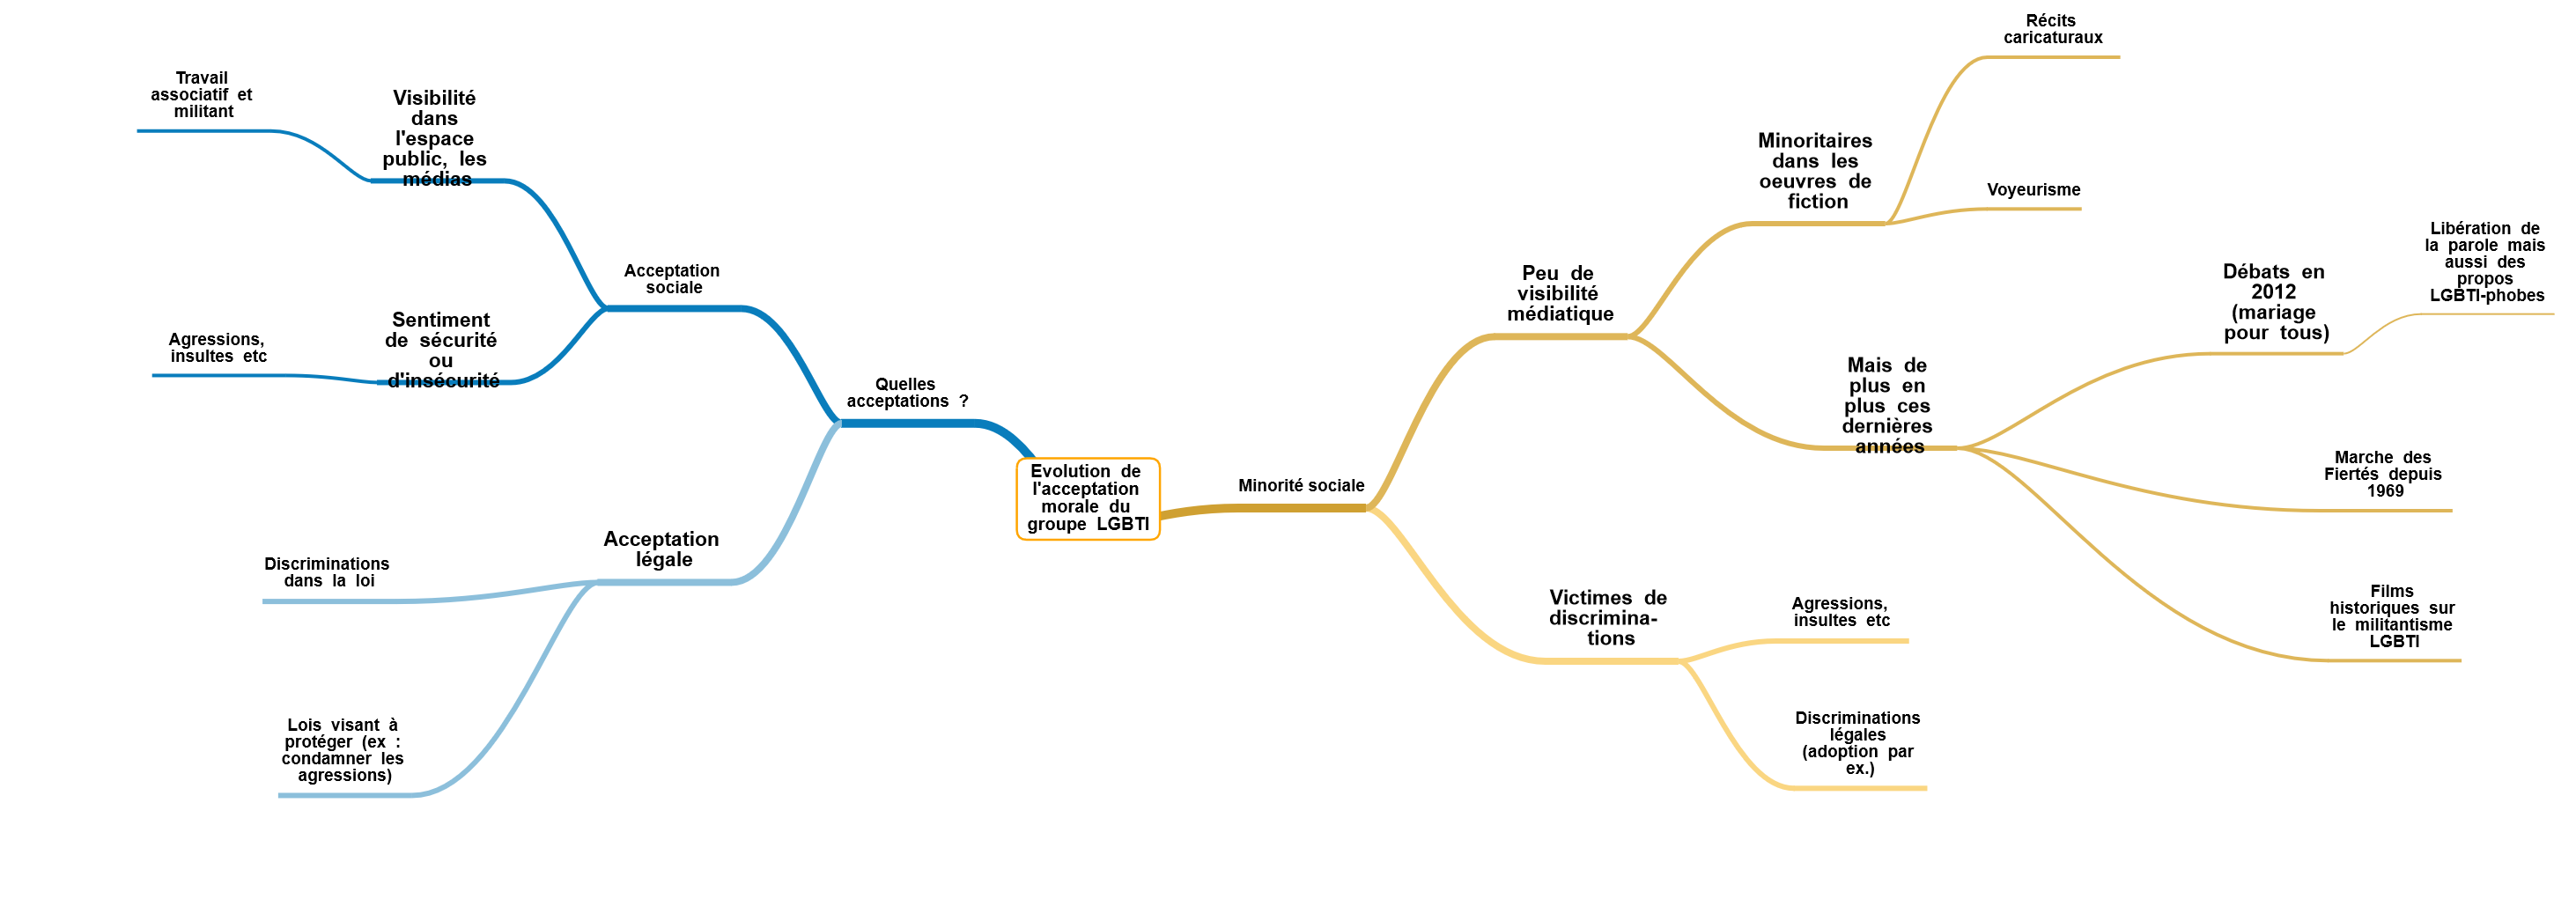 Travail
associatif et
militant
Visibilité
dans
l'espace
public, les
médias
Agressions,
insultes etc
Sentiment
de sécurité
ou
d'insécurité
Acceptation
sociale
Quelles
acceptations ?
Acceptation
légale
Discriminations
dans la loi
Lois visant à
protéger (ex :
condamner les
agressions)
Evolution de
l'acceptation
morale du
groupe LGBTI
Minorité sociale
Peu de
visibilité
médiatique
Minoritaires
dans les
oeuvres de
fiction
Récits
caricaturaux
Voyeurisme
Mais de
plus en
plus ces
dernières
années
Débats en
2012
(mariage
pour tous)
Libération de
la parole mais
aussi des
propos
LGBTI-phobes
Marche des
Fiertés depuis
1969
Films
historiques sur
le militantisme
LGBTI
Victimes de
discrimina-
tions
Agressions,
insultes etc
Discriminations
légales
(adoption par
ex.)